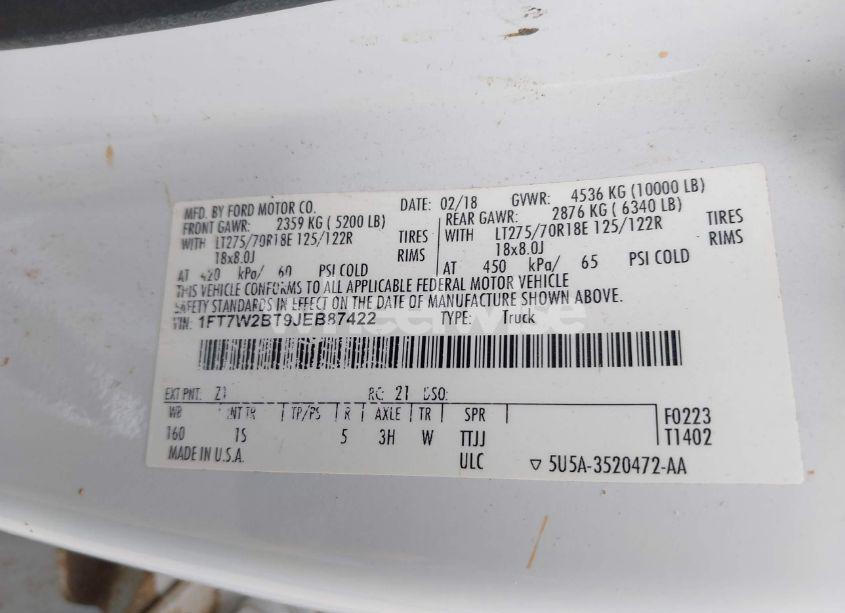 MFD. BY FORD MOTOR CO. DATE: 02/18 GVWR: 4536 KG (10000 LB)
FRONT GAWR: 2359 KG ( 5200 LB) REAR GAWR: 2876 KG ( 6340 LB)
WITH LT275/70R18E 125/122R TIRES WITH LT275/70R18E 125/122R TIRES
18x8.0J RIMS 18x8.0J RIMS
AT 420 kPa/ 60 PSI COLD AT 450 kPa/ 65 PSI COLD
THIS VEHICLE CONFORMS TO ALL APPLICABLE FEDERAL MOTOR VEHICLE
SAFETY STANDARDS IN EFFECT ON THE DATE OF MANUFACTURE SHOWN ABOVE.
VIN: 1FT7W2BT9JEB87422 TYPE: Truck
wheelwise
EXT PNT: Z1 RC: 21 DSO:
WB INT TR TP/PS R AXLE TR SPR F0223
160 1S 5 3H W TTJJ T1402
MADE IN U.S.A. ULC ▽ 5U5A-3520472-AA